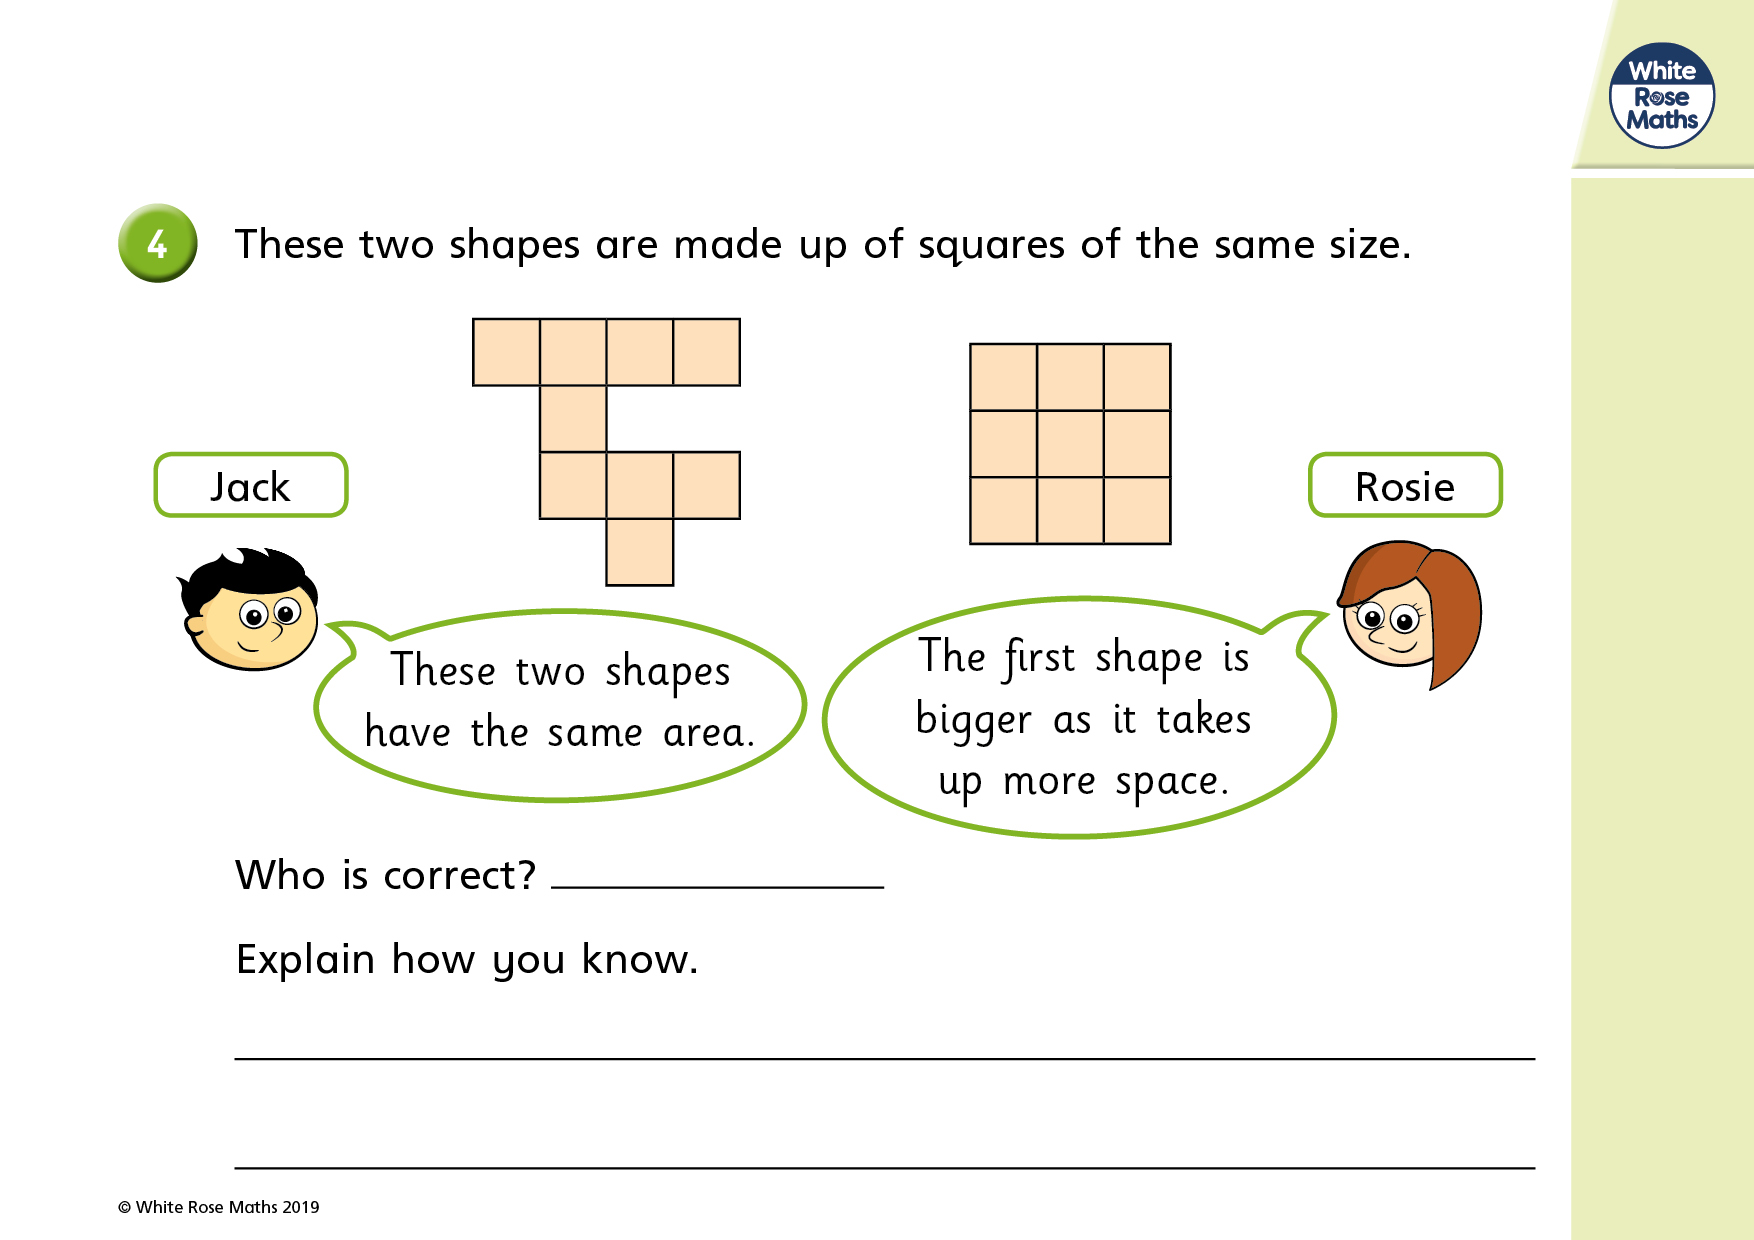 White
Rose
Maths
4 These two shapes are made up of squares of the same size.
Jack
Rosie
These two shapes
have the same area.
The first shape is
bigger as it takes
up more space.
Who is correct?
Explain how you know.
© White Rose Maths 2019